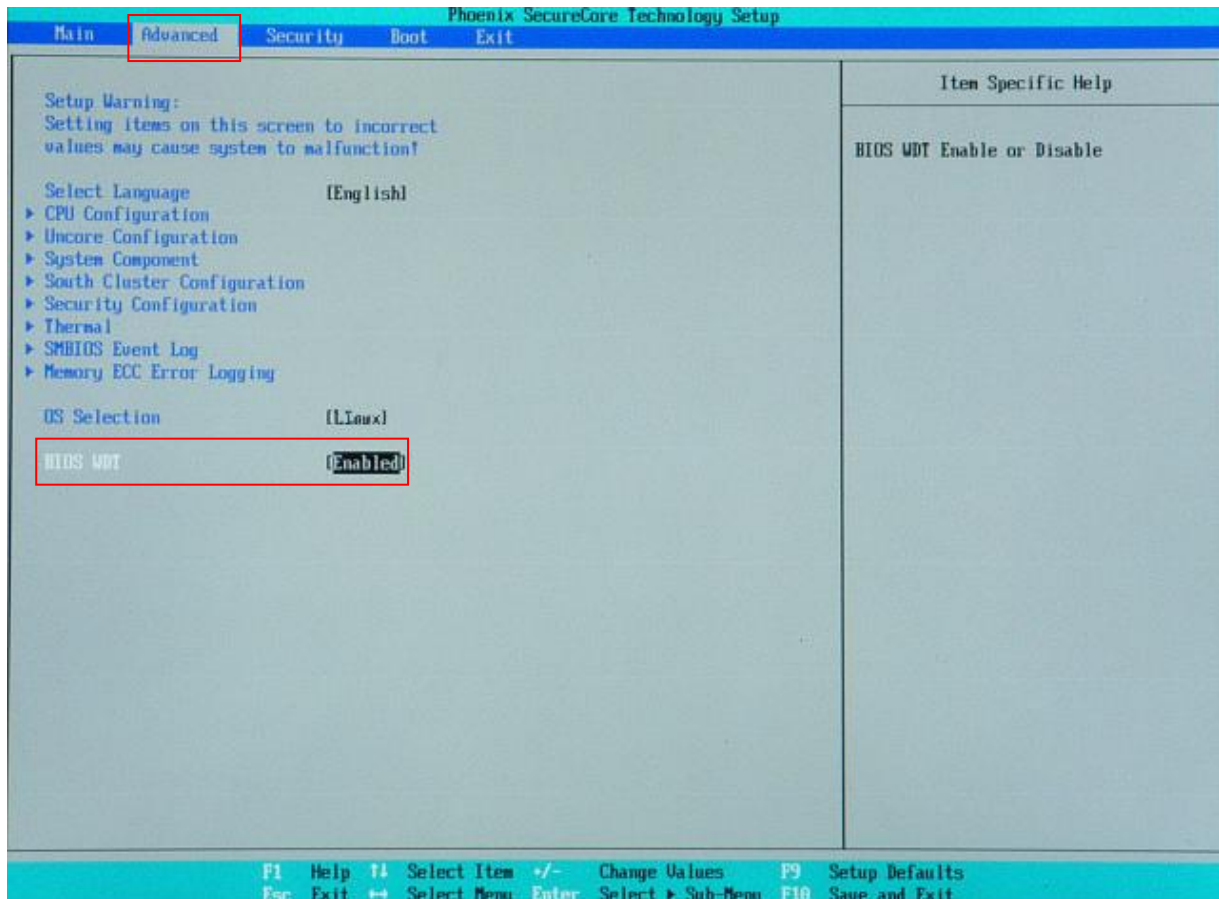 Phoenix SecureCore Technology Setup
Main Advanced Security Boot Exit
Setup Warning:
Setting items on this screen to incorrect
values may cause system to malfunction!
Select Language [English]
▶ CPU Configuration
▶ Uncore Configuration
▶ System Component
▶ South Cluster Configuration
▶ Security Configuration
▶ Thermal
▶ SMBIOS Event Log
▶ Memory ECC Error Logging
OS Selection [LInux]
BIOS WDT [Enabled]
Item Specific Help
BIOS WDT Enable or Disable
F1 Help ↑↓ Select Item +/- Change Values F9 Setup Defaults
Esc Exit ↔ Select Menu Enter Select ▶ Sub-Menu F10 Save and Exit